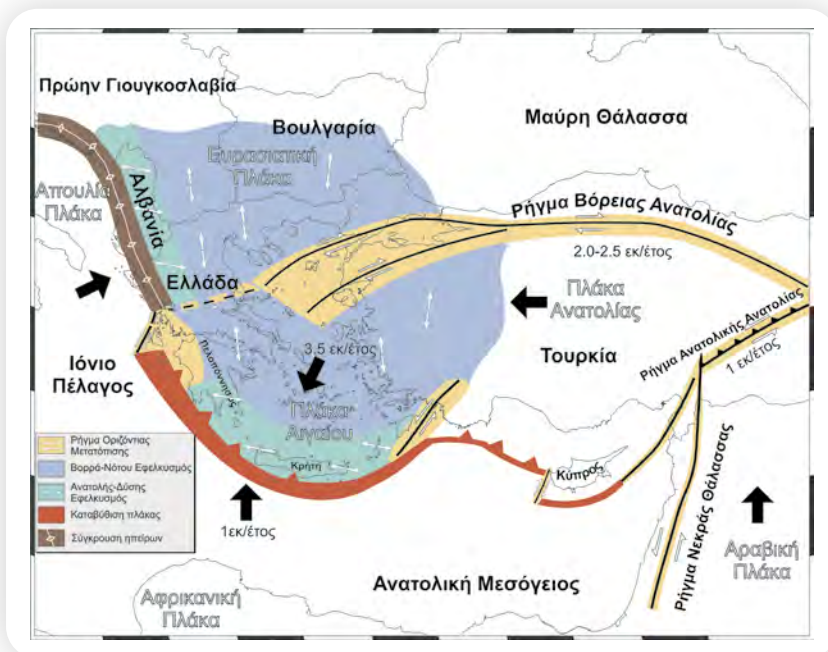 Πρώην Γιουγκοσλαβία
Βουλγαρία
Μαύρη Θάλασσα
Ευρασιατική
Πλάκα
Απουλία
Πλάκα
Αλβανία
Ρήγμα Βόρειας Ανατολίας
2.0-2.5 εκ/έτος
Ελλάδα
Πλάκα
Ανατολίας
Ρήγμα Ανατολικής Ανατολίας
1 εκ/έτος
Τουρκία
Ιόνιο
Πέλαγος
Πελοπόννησος
3.5 εκ/έτος
Πλάκα
Αιγαίου
Κρήτη
Κύπρος
Ρήγμα Οριζόντιας
Μετατόπισης
Βορρά-Νότου Εφελκυσμός
Ανατολής-Δύσης
Εφελκυσμός
Καταβύθιση πλάκας
Σύγκρουση ηπείρων
1εκ/έτος
Ρήγμα Νεκράς Θάλασσας
Αραβική
Πλάκα
Ανατολική Μεσόγειος
Αφρικανική
Πλάκα